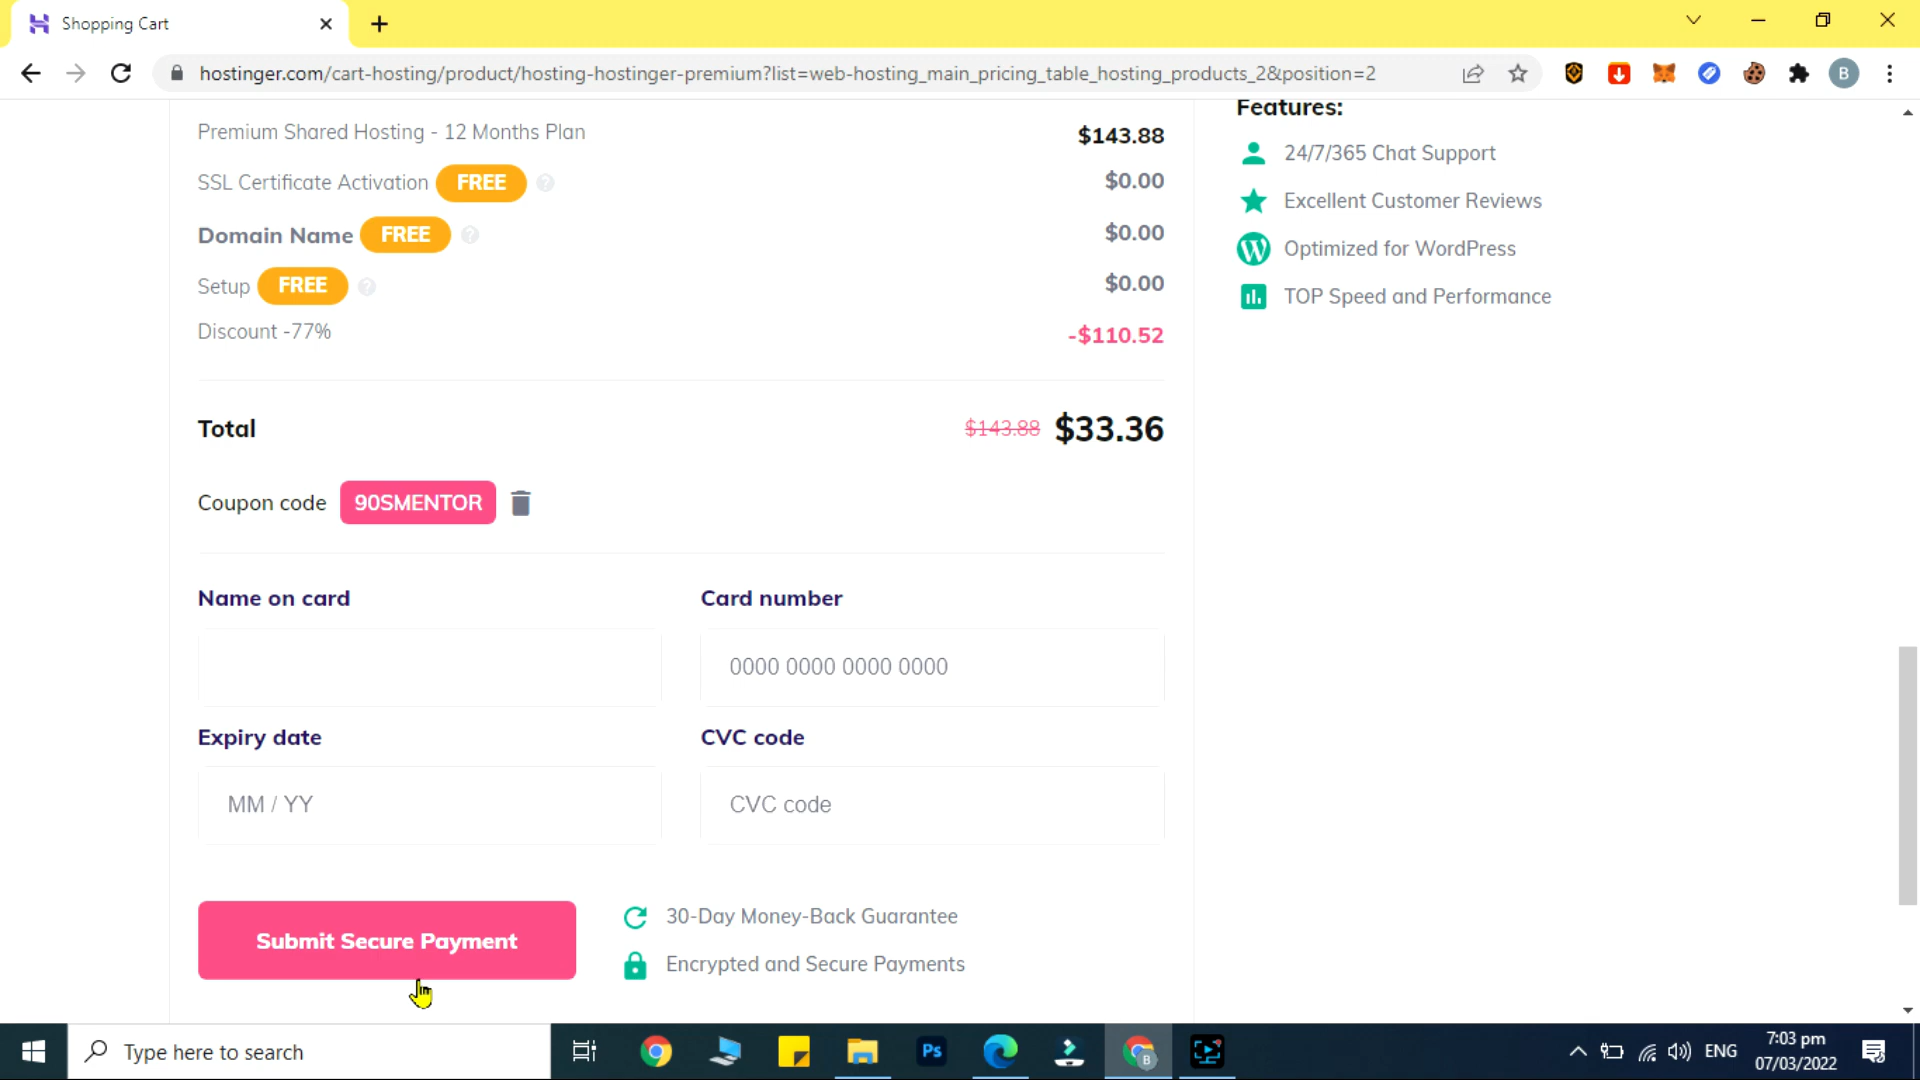 Shopping Cart
hostinger.com/cart-hosting/product/hosting-hostinger-premium?list=web-hosting_main_pricing_table_hosting_products_2&position=2
B
Features:
Premium Shared Hosting - 12 Months Plan $143.88
24/7/365 Chat Support
SSL Certificate Activation FREE ? $0.00
Excellent Customer Reviews
Domain Name FREE ? $0.00
Optimized for WordPress
Setup FREE ? $0.00
TOP Speed and Performance
Discount -77% -$110.52
Total $143.88 $33.36
Coupon code 90SMENTOR
Name on card
Card number
0000 0000 0000 0000
Expiry date
CVC code
MM / YY
CVC code
Submit Secure Payment
30-Day Money-Back Guarantee
Encrypted and Secure Payments
Type here to search
Ps
B
ENG
7:03 pm
07/03/2022